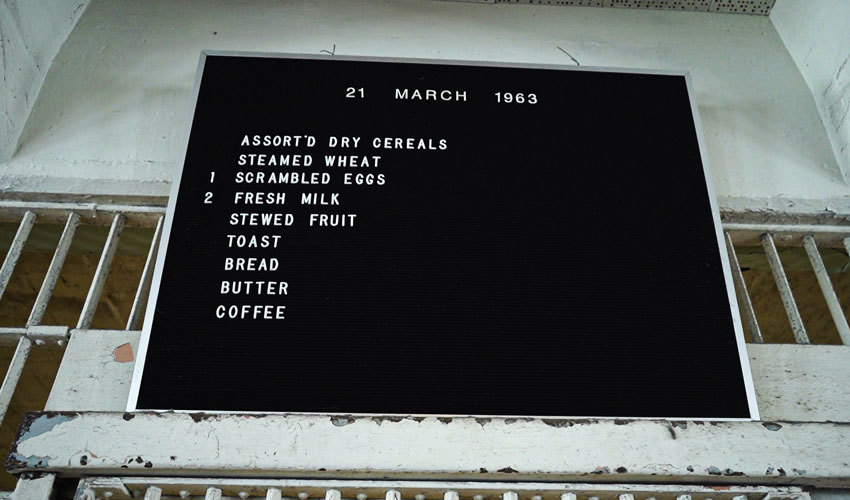 21 MARCH 1963
ASSORT'D DRY CEREALS
STEAMED WHEAT
1 SCRAMBLED EGGS
2 FRESH MILK
STEWED FRUIT
TOAST
BREAD
BUTTER
COFFEE